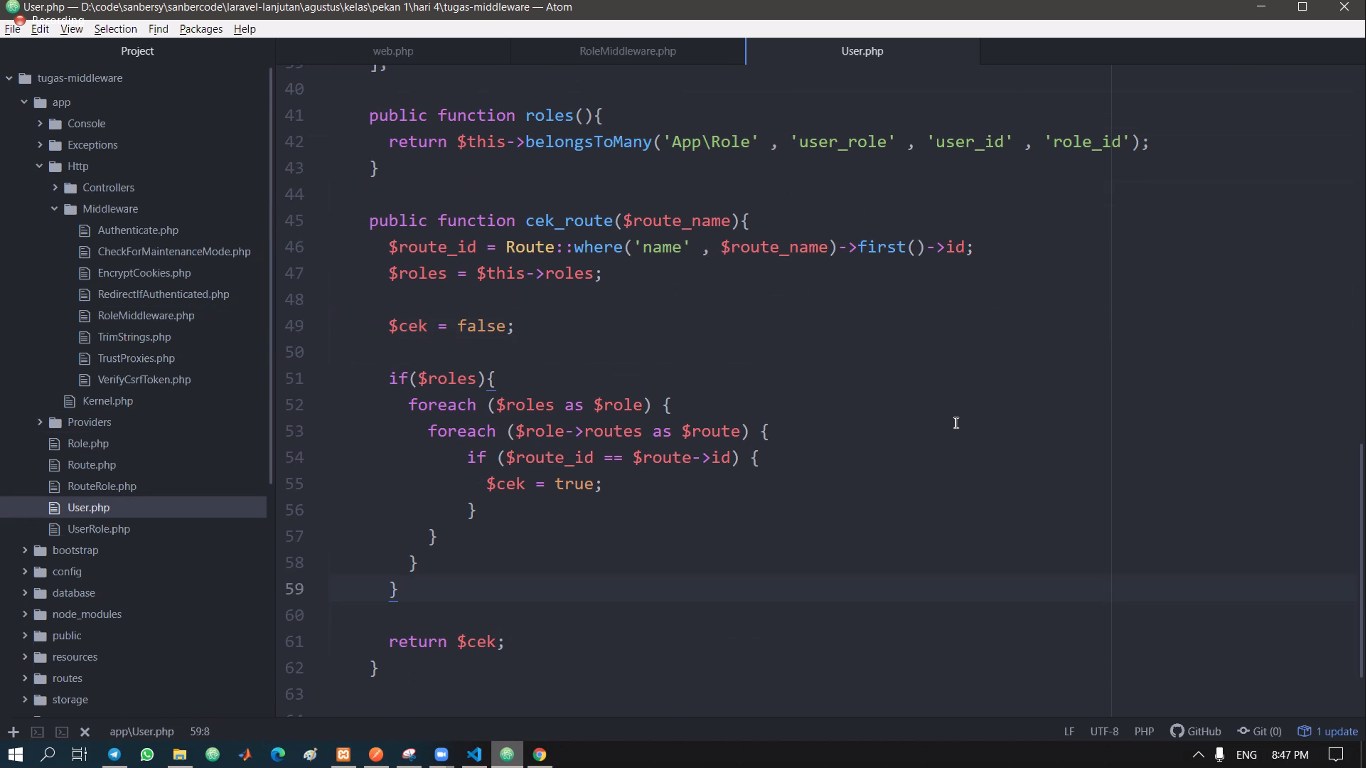 User.php — D:\code\sanbersy\sanbercode\laravel-lanjutan\agustus\kelas\pekan 1\hari 4\tugas-middleware — Atom
Recording
File Edit View Selection Find Packages Help
Project
web.php RoleMiddleware.php User.php
tugas-middleware
app
Console
Exceptions
Http
Controllers
Middleware
Authenticate.php
CheckForMaintenanceMode.php
EncryptCookies.php
RedirectIfAuthenticated.php
RoleMiddleware.php
TrimStrings.php
TrustProxies.php
VerifyCsrfToken.php
Kernel.php
Providers
Role.php
Route.php
RouteRole.php
User.php
UserRole.php
bootstrap
config
database
node_modules
public
resources
routes
storage
39 ];
40
41 public function roles(){
42 return $this->belongsToMany('App\Role' , 'user_role' , 'user_id' , 'role_id');
43 }
44
45 public function cek_route($route_name){
46 $route_id = Route::where('name' , $route_name)->first()->id;
47 $roles = $this->roles;
48
49 $cek = false;
50
51 if($roles){
52 foreach ($roles as $role) {
53 foreach ($role->routes as $route) {
54 if ($route_id == $route->id) {
55 $cek = true;
56 }
57 }
58 }
59 }
60
61 return $cek;
62 }
63
app\User.php 59:8 LF UTF-8 PHP GitHub Git (0) 1 update
ENG 8:47 PM